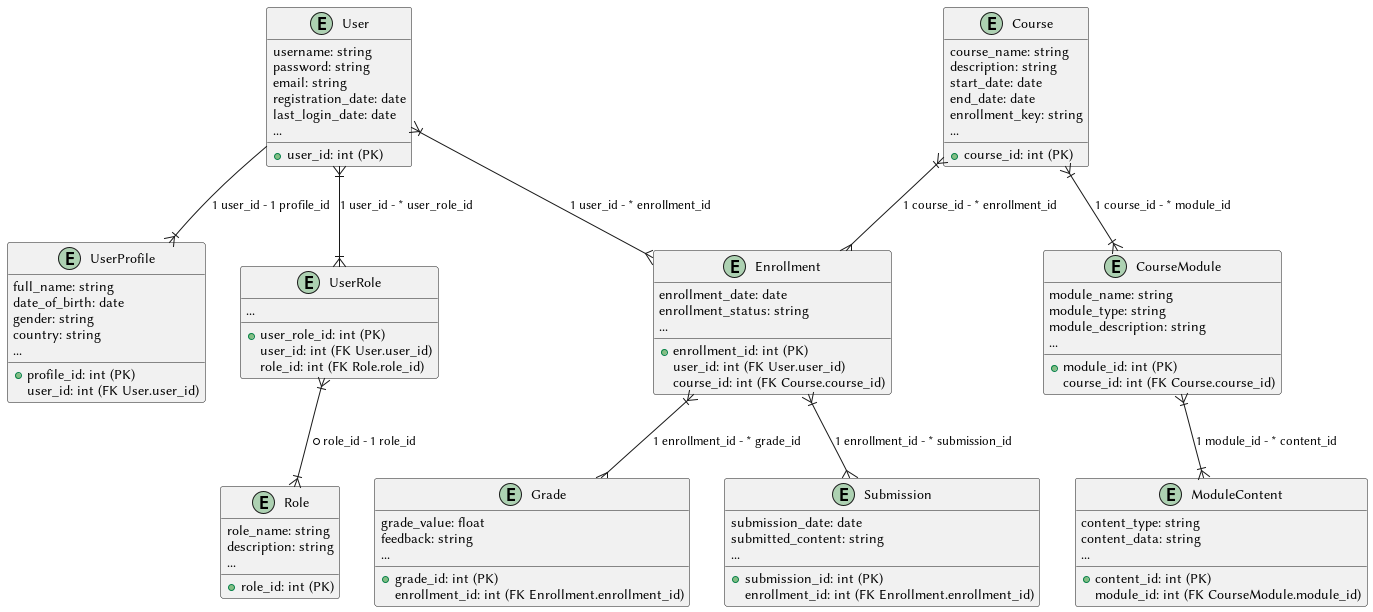 E User
username: string
password: string
email: string
registration_date: date
last_login_date: date
...
user_id: int (PK)
E Course
course_name: string
description: string
start_date: date
end_date: date
enrollment_key: string
...
course_id: int (PK)
1 user_id - 1 profile_id
1 user_id - * user_role_id
1 user_id - * enrollment_id
1 course_id - * enrollment_id
1 course_id - * module_id
E UserProfile
full_name: string
date_of_birth: date
gender: string
country: string
...
profile_id: int (PK)
user_id: int (FK User.user_id)
E UserRole
...
user_role_id: int (PK)
user_id: int (FK User.user_id)
role_id: int (FK Role.role_id)
E Enrollment
enrollment_date: date
enrollment_status: string
...
enrollment_id: int (PK)
user_id: int (FK User.user_id)
course_id: int (FK Course.course_id)
E CourseModule
module_name: string
module_type: string
module_description: string
...
module_id: int (PK)
course_id: int (FK Course.course_id)
role_id - 1 role_id
1 enrollment_id - * grade_id
1 enrollment_id - * submission_id
1 module_id - * content_id
E Role
role_name: string
description: string
...
role_id: int (PK)
E Grade
grade_value: float
feedback: string
...
grade_id: int (PK)
enrollment_id: int (FK Enrollment.enrollment_id)
E Submission
submission_date: date
submitted_content: string
...
submission_id: int (PK)
enrollment_id: int (FK Enrollment.enrollment_id)
E ModuleContent
content_type: string
content_data: string
...
content_id: int (PK)
module_id: int (FK CourseModule.module_id)